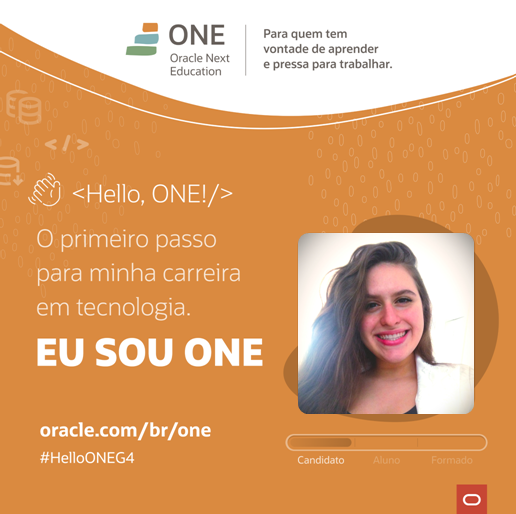 ONE
Oracle Next
Education
Para quem tem
vontade de aprender
e pressa para trabalhar.
</>
<Hello, ONE!/>
O primeiro passo
para minha carreira
em tecnologia.
EU SOU ONE
oracle.com/br/one
#HelloONEG4
Candidato Aluno Formado